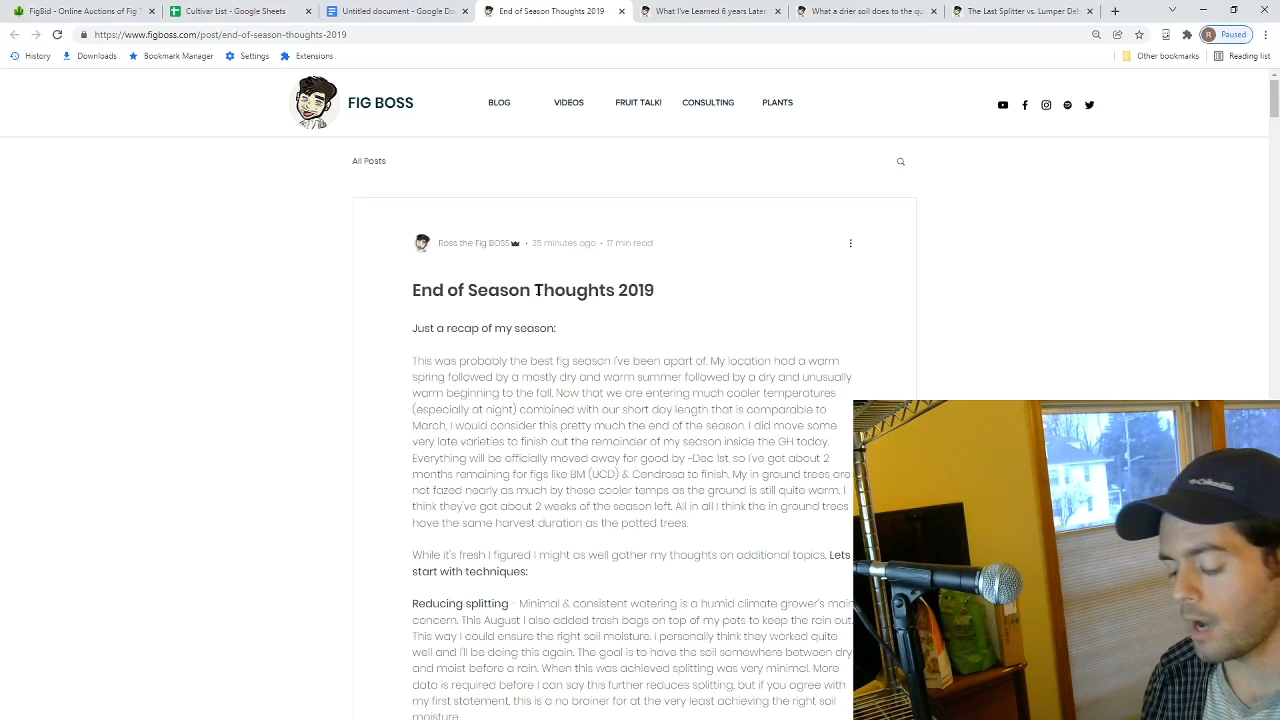 FigBid - Online Auctions of Fig
Cultivar List - Google Sheets
Untitled document - Google Do
End of Season Thoughts 2019
What I've Learned 6 Years Later
What a drier soil does to the qu
The Last Splitter vs. Lumper Del
https://www.figboss.com/post/end-of-season-thoughts-2019
R Paused
History
Downloads
Bookmark Manager
Settings
Extensions
Other bookmarks
Reading list
FIG BOSS
BLOG
VIDEOS
FRUIT TALK!
CONSULTING
PLANTS
All Posts
Ross the Fig BOSS · 35 minutes ago · 17 min read
End of Season Thoughts 2019
Just a recap of my season:
This was probably the best fig season I've been apart of. My location had a warm
spring followed by a mostly dry and warm summer followed by a dry and unusually
warm beginning to the fall. Now that we are entering much cooler temperatures
(especially at night) combined with our short day length that is comparable to
March, I would consider this pretty much the end of the season. I did move some
very late varieties to finish out the remainder of my season inside the GH today.
Everything will be officially moved away for good by ~Dec 1st, so I've got about 2
months remaining for figs like BM (UCD) & Cendrosa to finish. My in ground trees are
not fazed nearly as much by these cooler temps as the ground is still quite warm. I
think they've got about 2 weeks of the season left. All in all I think the in ground trees
have the same harvest duration as the potted trees.
While it's fresh I figured I might as well gather my thoughts on additional topics. Lets
start with techniques:
Reducing splitting - Minimal & consistent watering is a humid climate grower's main
concern. This August I also added trash bags on top of my pots to keep the rain out.
This way I could ensure the right soil moisture. I personally think they worked quite
well and I'll be doing this again. The goal is to have the soil somewhere between dry
and moist before a rain. When this was achieved splitting was very minimal. More
data is required before I can say this further reduces splitting, but if you agree with
my first statement, this is a no brainer for at the very least achieving the right soil
moisture.